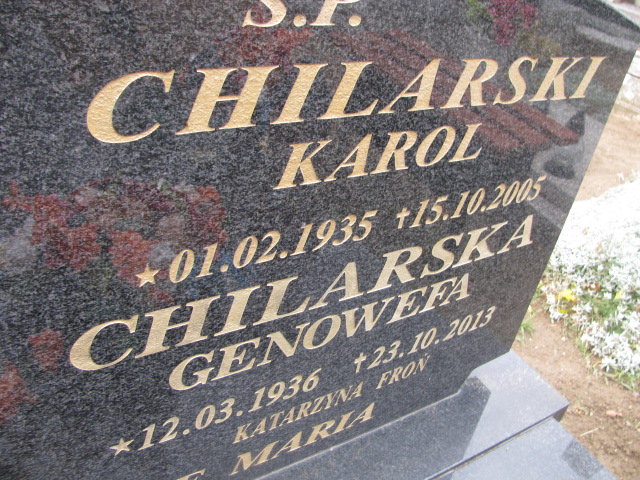 Ś.P.
CHILARSKI
KAROL
★01.02.1935 †15.10.2005
CHILARSKA
GENOWEFA
★12.03.1936 †23.10.2013
KATARZYNA FROŃ
MARIA